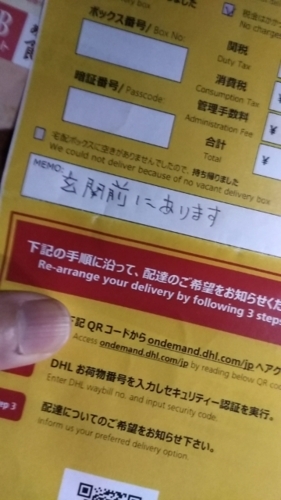 ボックス番号/ Box No:
暗証番号/ Passcode:
No charges
関税
Duty Tax
消費税
Consumption Tax
管理手数料
Administration Fee
合計
Total
¥
¥
宅配ボックスに空きがありませんでしたので、持ち帰りました
We could not deliver because of no vacant delivery box
MEMO:
玄関前にあります
下記の手順に沿って、配達のご希望をお知らせくだ
Re-arrange your delivery by following 3 steps
下記 QRコードから ondemand.dhl.com/jp へア
Access ondemand.dhl.com/jp by reading below QR co
DHL お荷物番号を入力しセキュリティー認証を実行。
Enter DHL waybill no. and input security code.
ep 3
配達についてのご希望をお知らせ下さい。
Inform us your preferred delivery option.